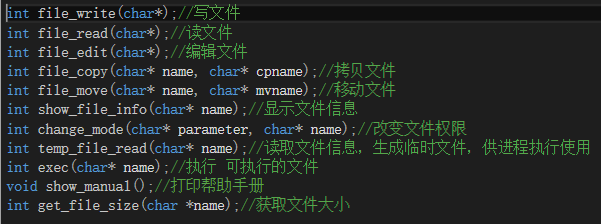 int file_write(char*);//写文件
int file_read(char*);//读文件
int file_edit(char*);//编辑文件
int file_copy(char* name, char* cpname);//拷贝文件
int file_move(char* name, char* mvname);//移动文件
int show_file_info(char* name);//显示文件信息
int change_mode(char* parameter, char* name);//改变文件权限
int temp_file_read(char* name);//读取文件信息，生成临时文件，供进程执行使用
int exec(char* name);//执行 可执行的文件
void show_manual();//打印帮助手册
int get_file_size(char *name);//获取文件大小